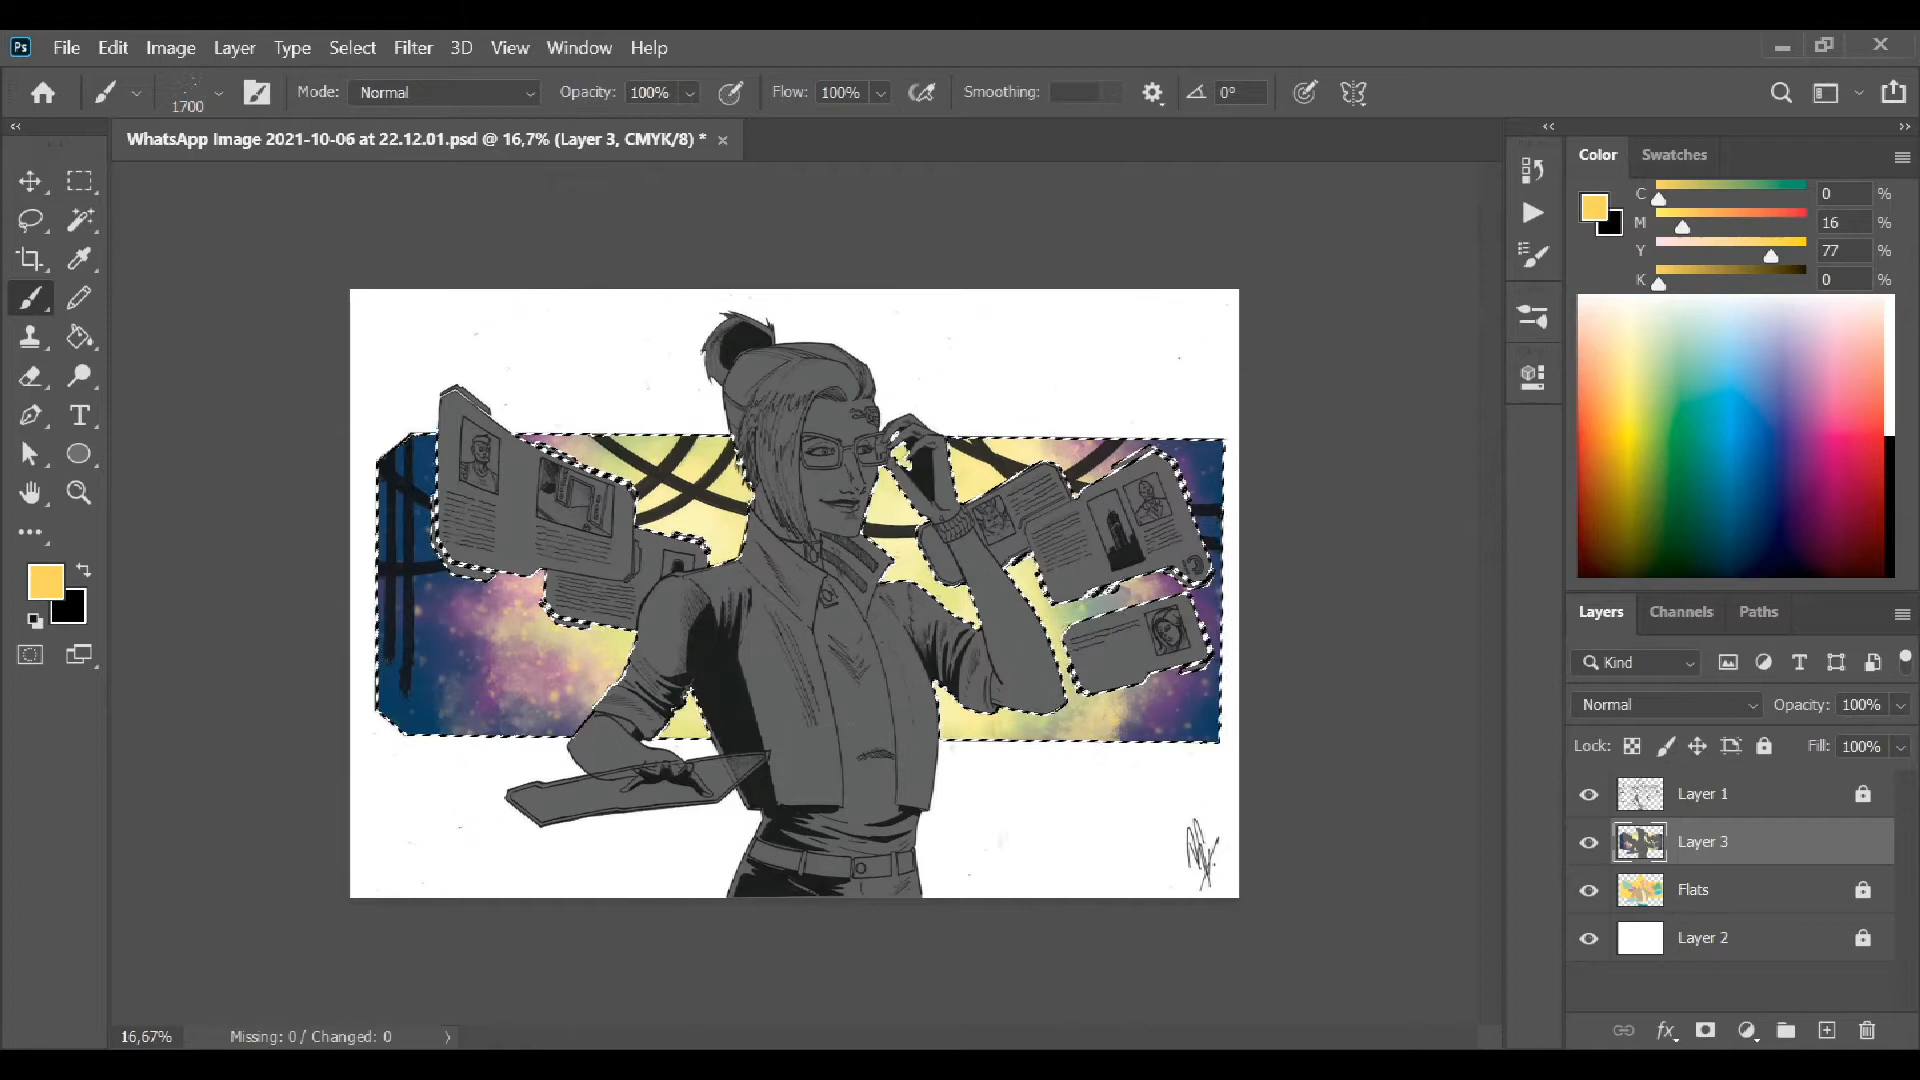 Ps File Edit Image Layer Type Select Filter 3D View Window Help
1700 Mode: Normal Opacity: 100% Flow: 100% Smoothing: 0°
WhatsApp Image 2021-10-06 at 22.12.01.psd @ 16,7% (Layer 3, CMYK/8) *
Color Swatches
C 0 %
M 16 %
Y 77 %
K 0 %
Layers Channels Paths
Kind
Normal Opacity: 100%
Lock: Fill: 100%
Layer 1
Layer 3
Flats
Layer 2
fx
16,67% Missing: 0 / Changed: 0